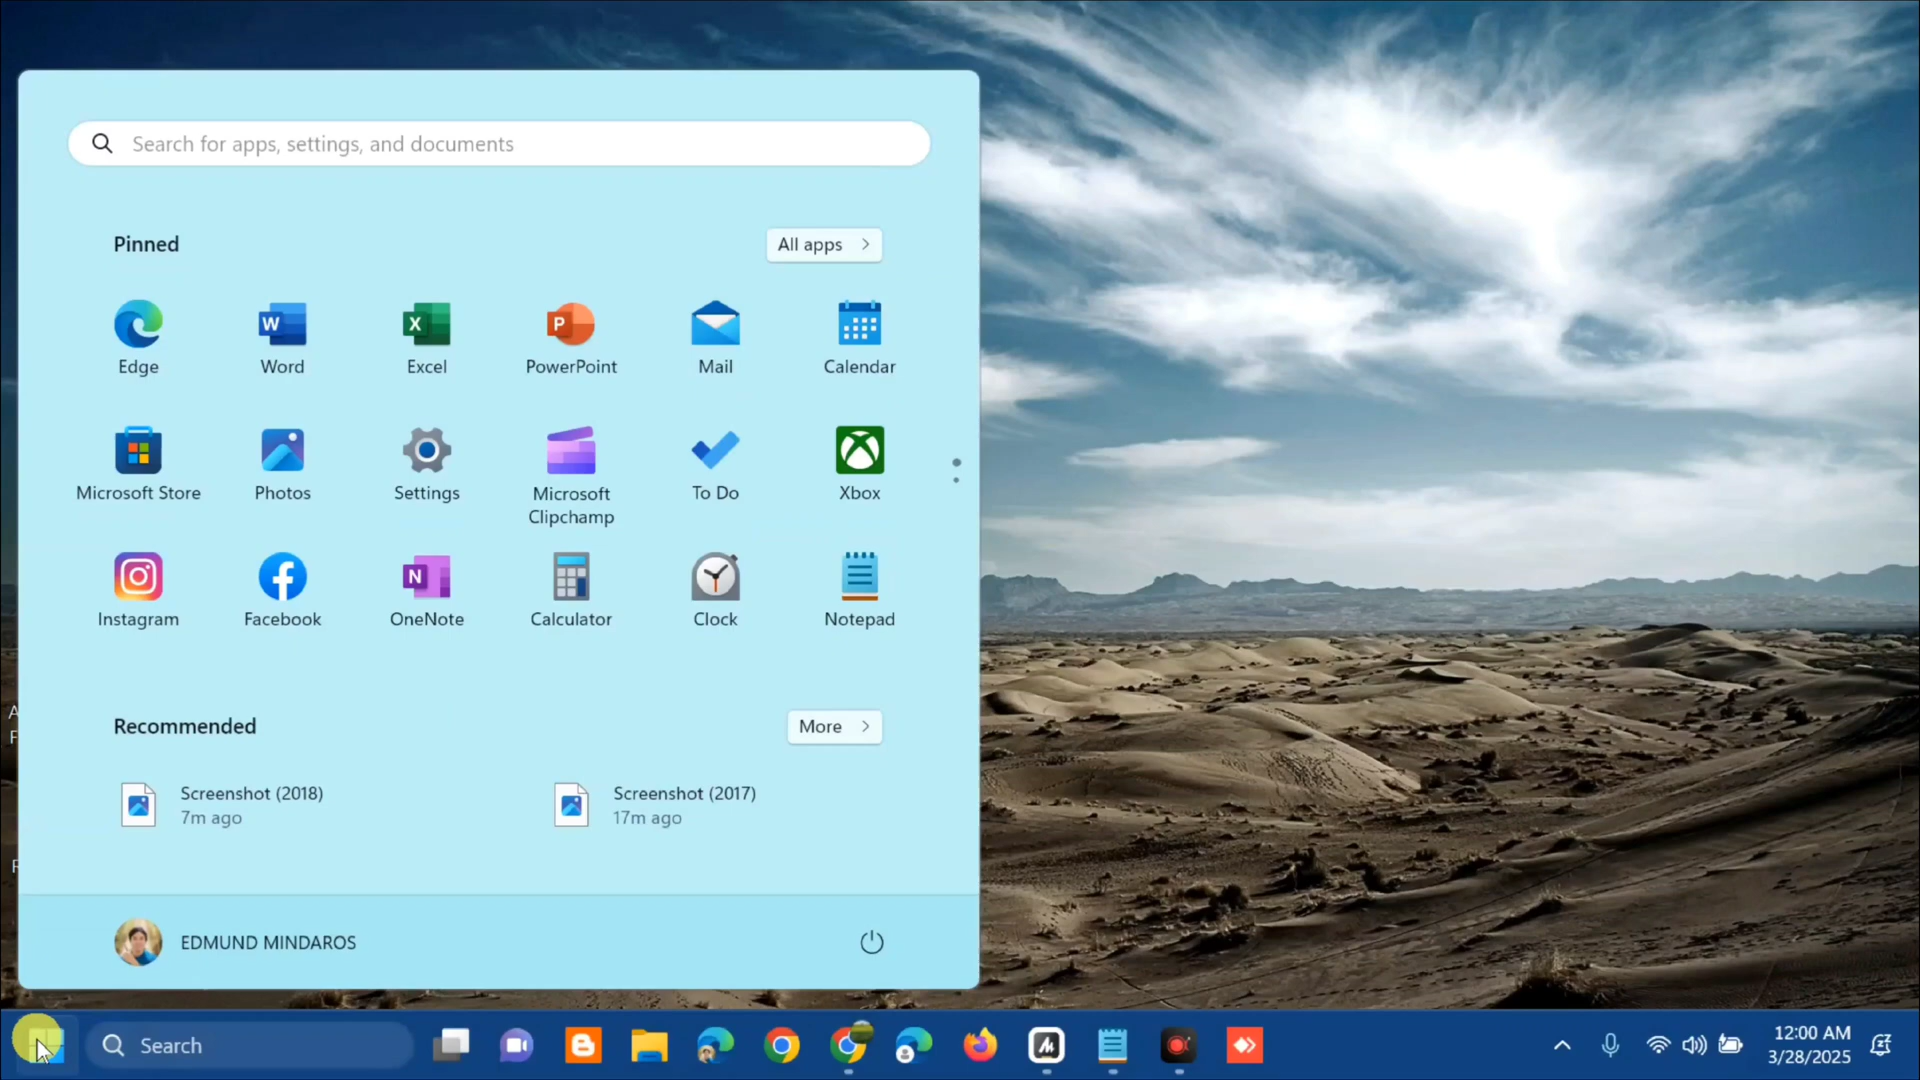 Search for apps, settings, and documents
Pinned
All apps
Edge
Word
Excel
PowerPoint
Mail
Calendar
Microsoft Store
Photos
Settings
Microsoft
Clipchamp
To Do
Xbox
Instagram
Facebook
OneNote
Calculator
Clock
Notepad
Recommended
More
Screenshot (2018)
7m ago
Screenshot (2017)
17m ago
EDMUND MINDAROS
Search
12:00 AM
3/28/2025